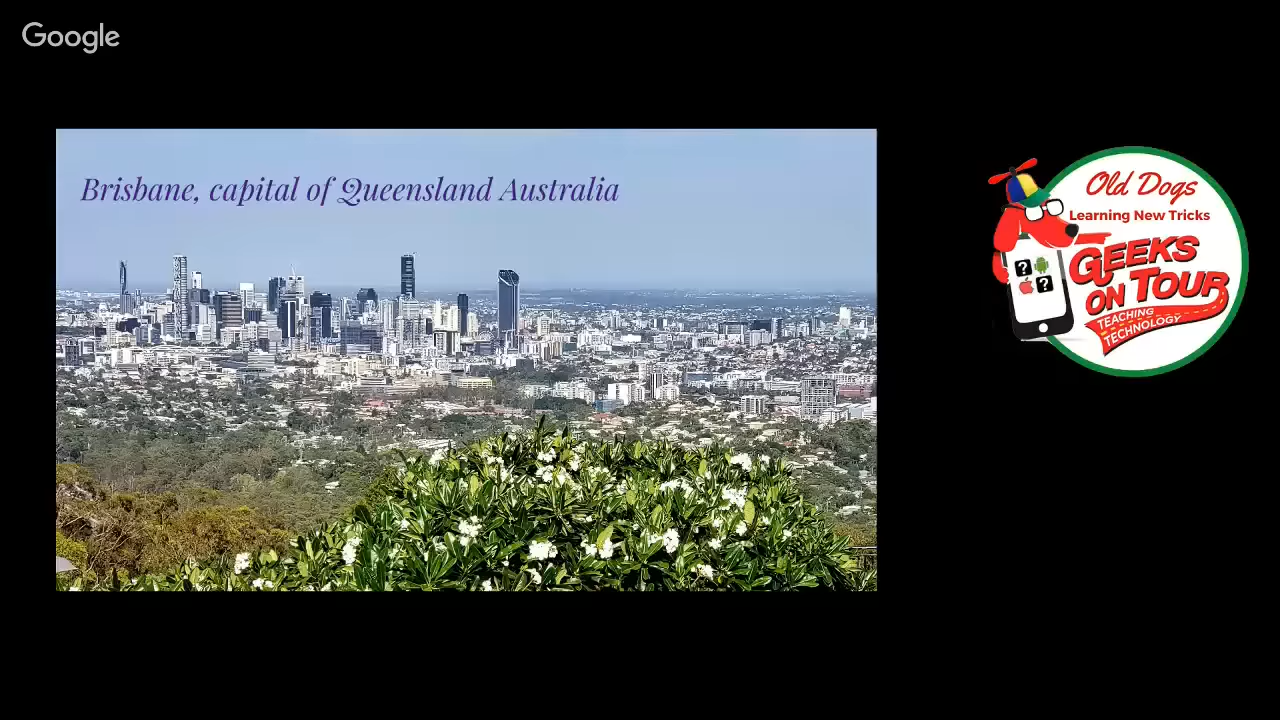 Google
Brisbane, capital of Queensland Australia
Old Dogs
Learning New Tricks
GEEKS
ON TOUR
TEACHING
TECHNOLOGY
? 
?